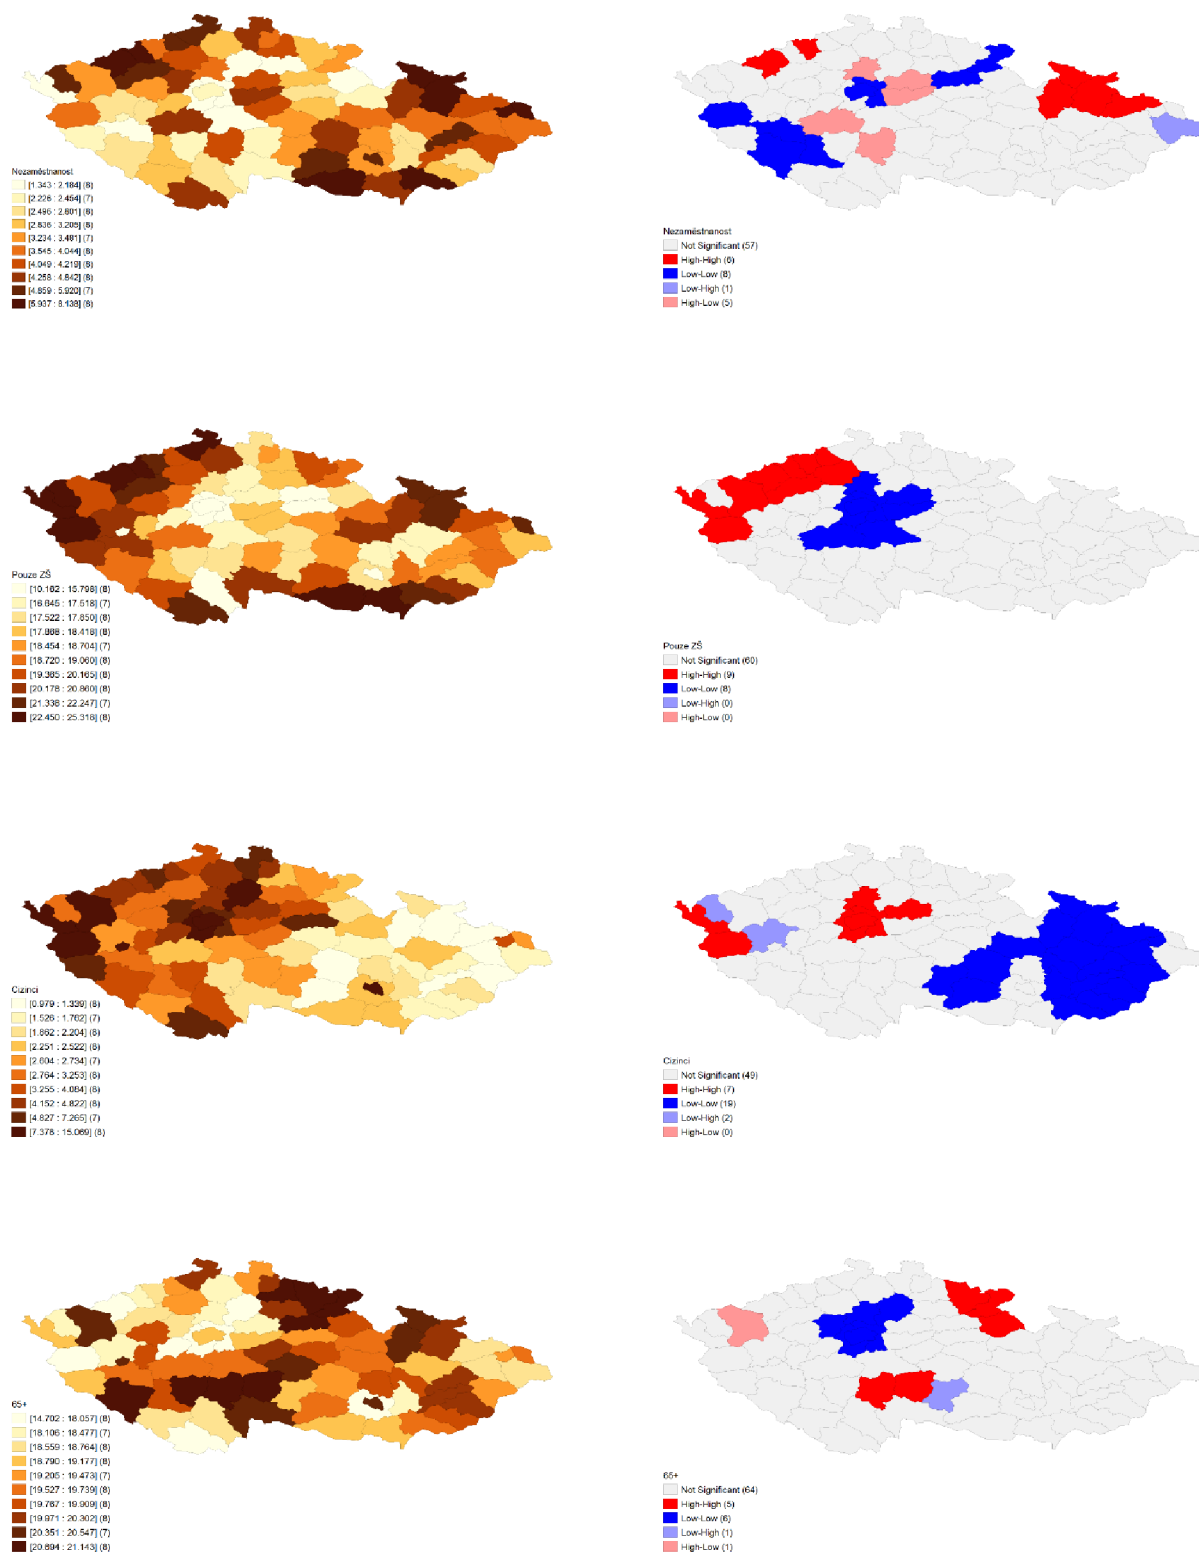 Nezaměstnanost
[1.343 : 2.184] (8)
[2.226 : 2.454] (7)
[2.496 : 2.801] (8)
[2.836 : 3.205] (8)
[3.234 : 3.481] (7)
[3.545 : 4.044] (8)
[4.049 : 4.219] (8)
[4.258 : 4.842] (8)
[4.859 : 5.920] (7)
[5.937 : 8.138] (8)
Nezaměstnanost
Not Significant (57)
High-High (6)
Low-Low (8)
Low-High (1)
High-Low (5)
Pouze ZŠ
[10.162 : 15.798] (8)
[16.645 : 17.518] (7)
[17.522 : 17.850] (8)
[17.868 : 18.418] (8)
[18.454 : 18.704] (7)
[18.720 : 19.060] (8)
[19.365 : 20.165] (8)
[20.178 : 20.860] (8)
[21.338 : 22.247] (7)
[22.450 : 25.318] (8)
Pouze ZŠ
Not Significant (60)
High-High (9)
Low-Low (8)
Low-High (0)
High-Low (0)
Cizinci
[0.979 : 1.339] (8)
[1.526 : 1.762] (7)
[1.862 : 2.204] (8)
[2.251 : 2.522] (8)
[2.604 : 2.734] (7)
[2.764 : 3.253] (8)
[3.255 : 4.084] (8)
[4.152 : 4.822] (8)
[4.827 : 7.265] (7)
[7.378 : 15.069] (8)
Cizinci
Not Significant (49)
High-High (7)
Low-Low (19)
Low-High (2)
High-Low (0)
65+
[14.702 : 18.057] (8)
[18.106 : 18.477] (7)
[18.559 : 18.764] (8)
[18.790 : 19.177] (8)
[19.205 : 19.473] (7)
[19.527 : 19.739] (8)
[19.767 : 19.909] (8)
[19.971 : 20.302] (8)
[20.351 : 20.547] (7)
[20.694 : 21.143] (8)
65+
Not Significant (64)
High-High (5)
Low-Low (6)
Low-High (1)
High-Low (1)